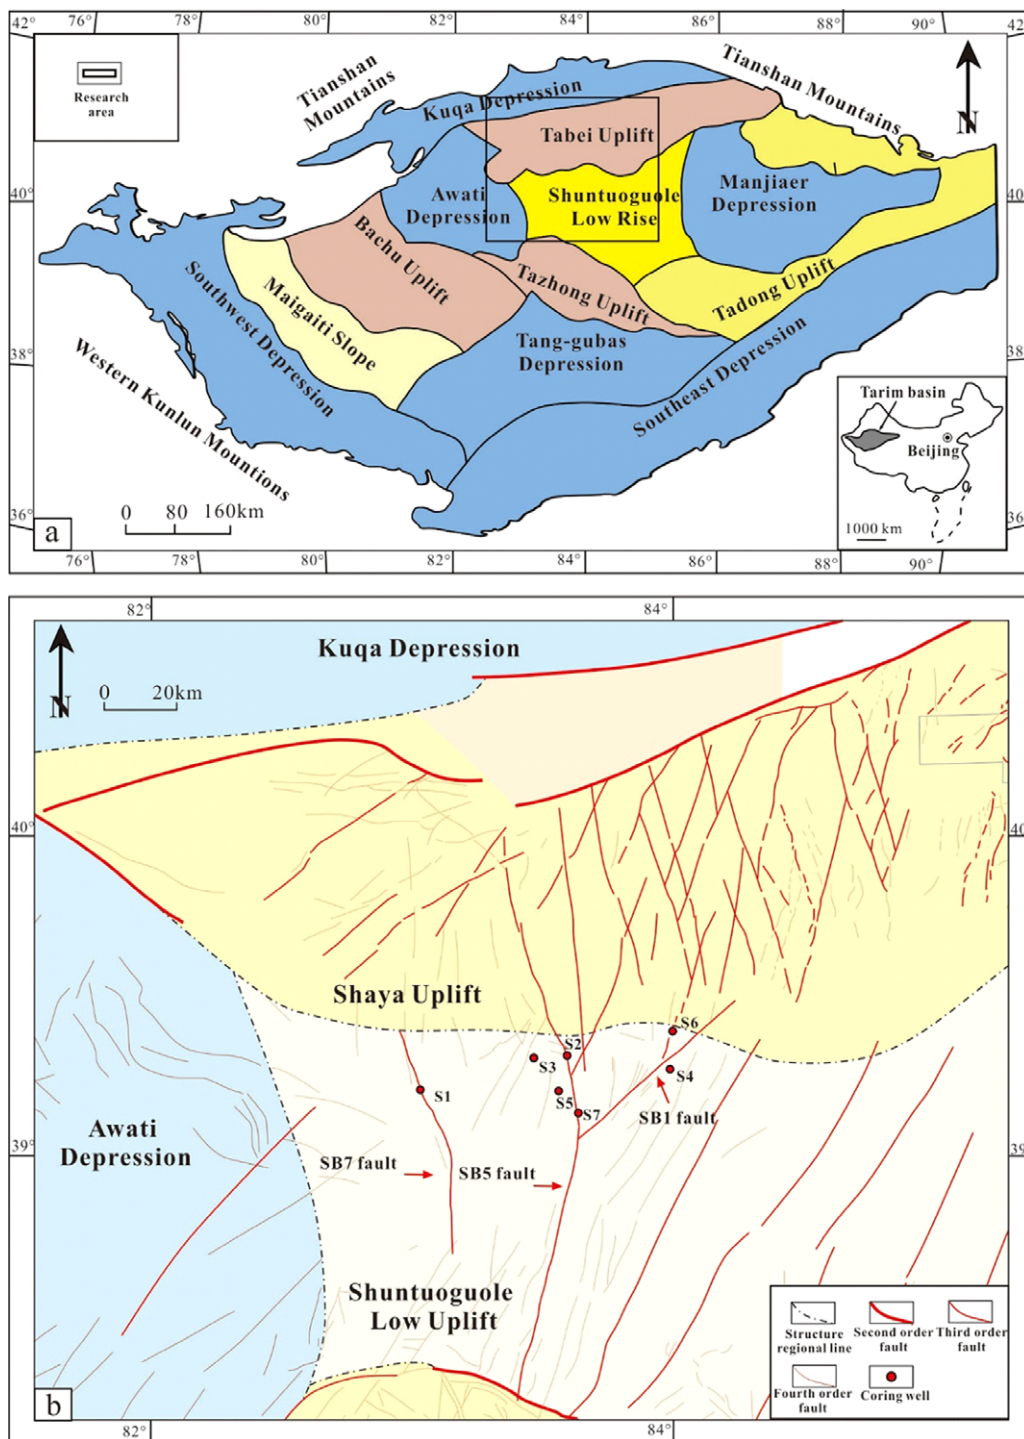 42° 76° 78° 80° 82° 84° 86° 88° 90° 42
Research
area
Tianshan
Mountains
Tianshan Mountains
N
Kuqa Depression
Tabei Uplift
40°
40°
Awati
Depression
Shuntuoguole
Low Rise
Manjiaer
Depression
Bachu Uplift
Tazhong Uplift
Tadong Uplift
Maigaiti Slope
Southwest Depression
Tang-gubas
Depression
Southeast Depression
38°
38
Western Kunlun Mountions
Tarim basin
Beijing
1000 km
0 80 160km
36°
36
a
76° 78° 80° 82° 84° 86° 88° 90°
82° 84°
Kuqa Depression
N
0 20km
40°
40
Shaya Uplift
S6
S2
S3
S4
S1
S5
S7
SB1 fault
Awati
Depression
39°
39
SB7 fault
SB5 fault
Shuntuoguole
Low Uplift
Structure
regional line
Second order
fault
Third order
fault
Fourth order
fault
Coring well
b
82° 84°